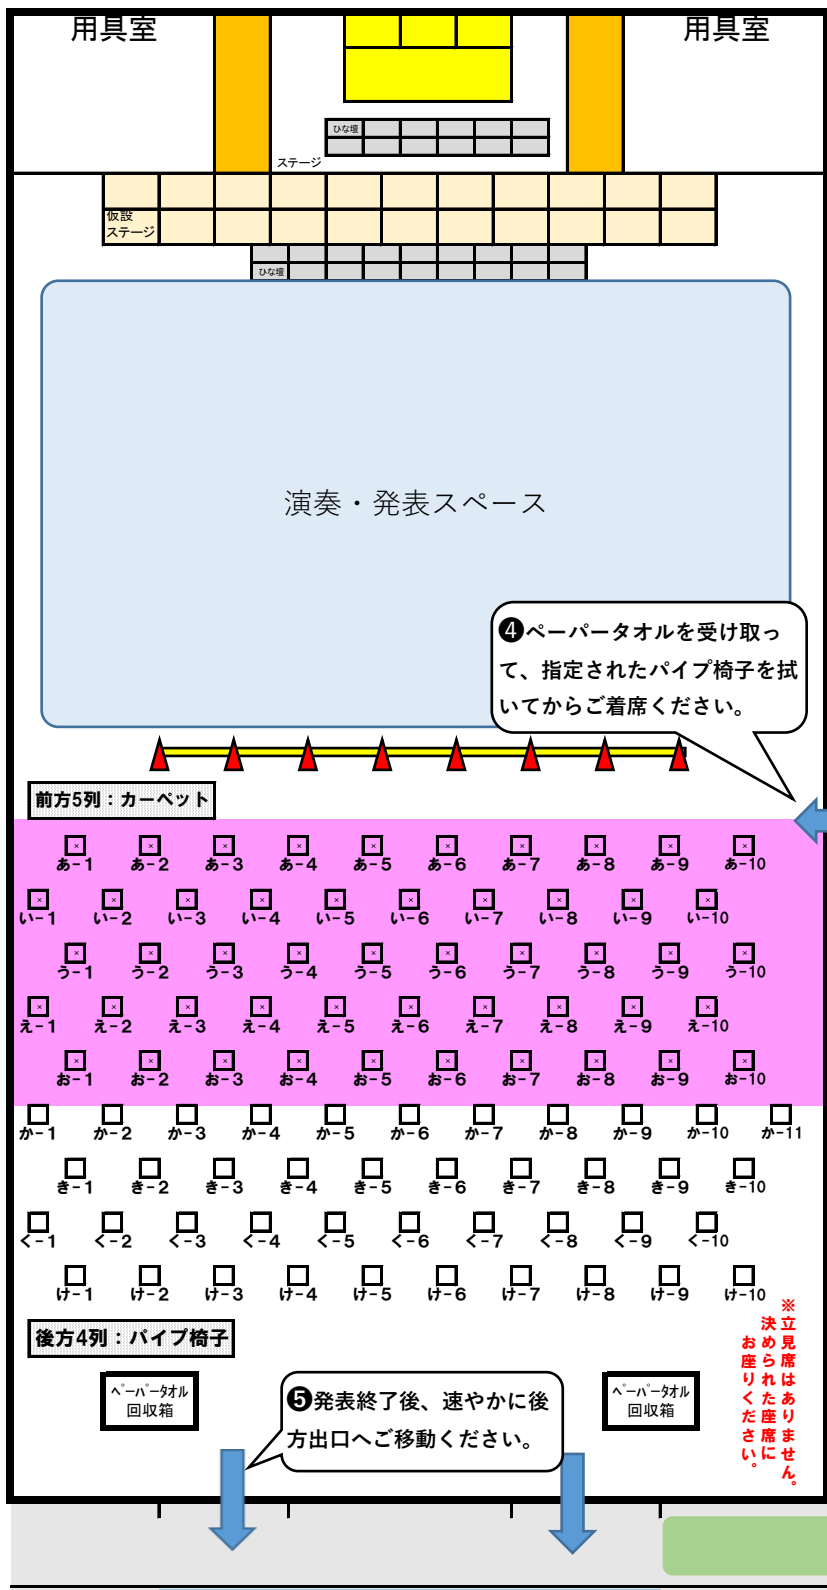 用具室
用具室
ひな壇
ステージ
仮設
ステージ
ひな壇
演奏・発表スペース
❹ペーパータオルを受け取っ
て、指定されたパイプ椅子を拭
いてからご着席ください。
前方5列：カーペット
あ-1 あ-2 あ-3 あ-4 あ-5 あ-6 あ-7 あ-8 あ-9 あ-10
い-1 い-2 い-3 い-4 い-5 い-6 い-7 い-8 い-9 い-10
う-1 う-2 う-3 う-4 う-5 う-6 う-7 う-8 う-9 う-10
え-1 え-2 え-3 え-4 え-5 え-6 え-7 え-8 え-9 え-10
お-1 お-2 お-3 お-4 お-5 お-6 お-7 お-8 お-9 お-10
か-1 か-2 か-3 か-4 か-5 か-6 か-7 か-8 か-9 か-10 か-11
き-1 き-2 き-3 き-4 き-5 き-6 き-7 き-8 き-9 き-10
く-1 く-2 く-3 く-4 く-5 く-6 く-7 く-8 く-9 く-10
け-1 け-2 け-3 け-4 け-5 け-6 け-7 け-8 け-9 け-10
後方4列：パイプ椅子
※立見席はありません。
決められた座席に
お座りください。
ペーパータオル
回収箱
❺発表終了後、速やかに後
方出口へご移動ください。
ペーパータオル
回収箱